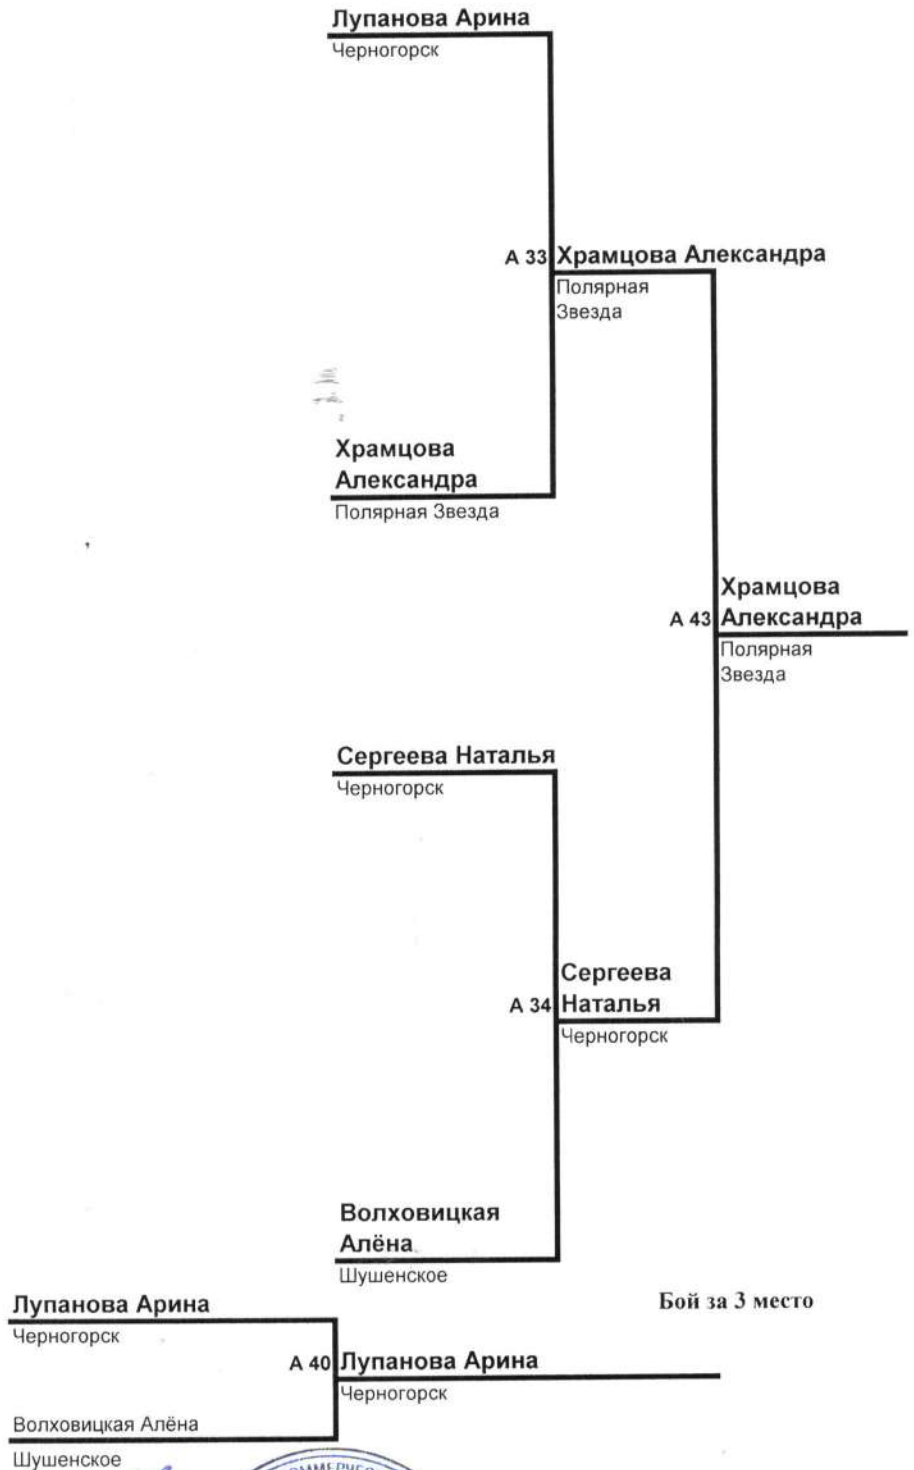 Лупанова Арина
Черногорск
А 33 Храмцова Александра
Полярная
Звезда
Храмцова
Александра
Полярная Звезда
Храмцова
А 43 Александра
Полярная
Звезда
Сергеева Наталья
Черногорск
Сергеева
А 34 Наталья
Черногорск
Волховицкая
Алёна
Шушенское
Бой за 3 место
Лупанова Арина
Черногорск
А 40 Лупанова Арина
Черногорск
Волховицкая Алёна
Шушенское